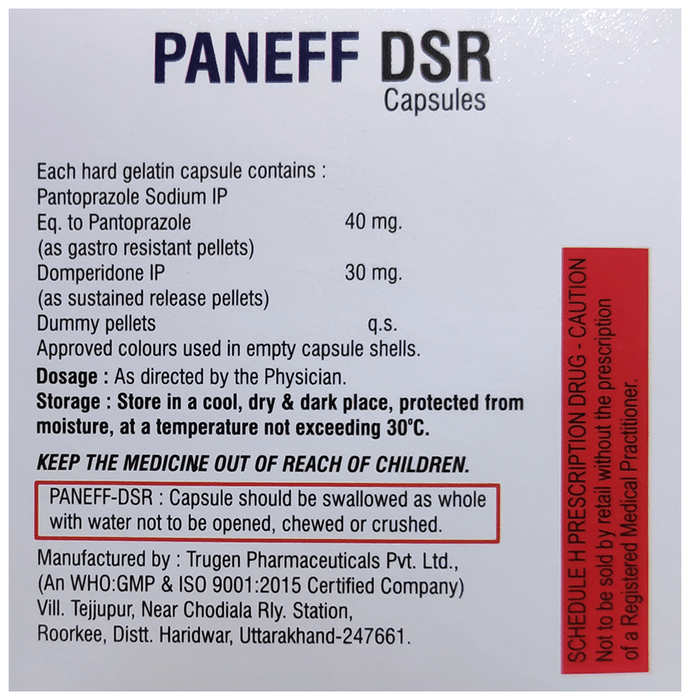 PANEFF DSR
Capsules
Each hard gelatin capsule contains :
Pantoprazole Sodium IP
Eq. to Pantoprazole 40 mg.
(as gastro resistant pellets)
Domperidone IP 30 mg.
(as sustained release pellets)
Dummy pellets q.s.
Approved colours used in empty capsule shells.
Dosage : As directed by the Physician.
Storage : Store in a cool, dry & dark place, protected from
moisture, at a temperature not exceeding 30°C.
KEEP THE MEDICINE OUT OF REACH OF CHILDREN.
PANEFF-DSR : Capsule should be swallowed as whole
with water not to be opened, chewed or crushed.
Manufactured by : Trugen Pharmaceuticals Pvt. Ltd.,
(An WHO:GMP & ISO 9001:2015 Certified Company)
Vill. Tejjupur, Near Chodiala Rly. Station,
Roorkee, Distt. Haridwar, Uttarakhand-247661.
SCHEDULE H PRESCRIPTION DRUG - CAUTION
Not to be sold by retail without the prescription
of a Registered Medical Practitioner.